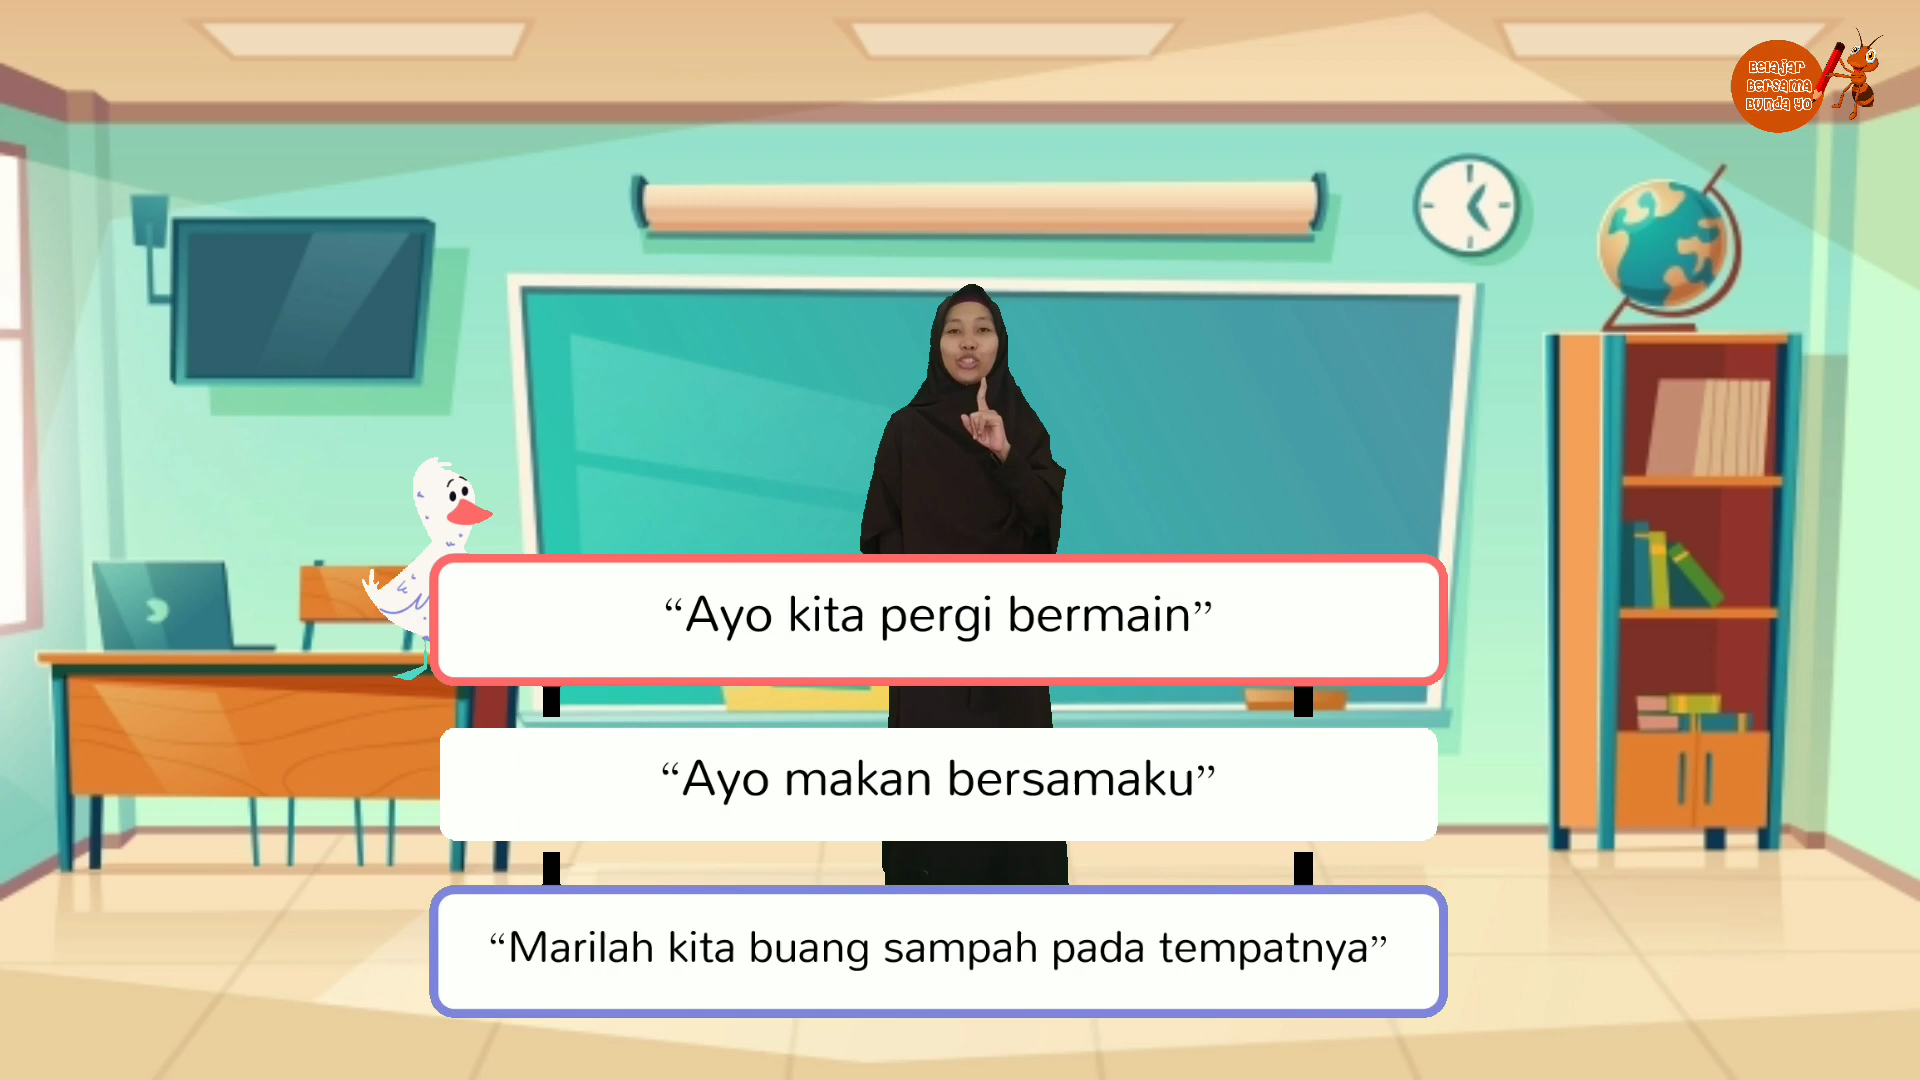 Belajar
Bersama
Bunda Yo
“Ayo kita pergi bermain”
“Ayo makan bersamaku”
“Marilah kita buang sampah pada tempatnya”